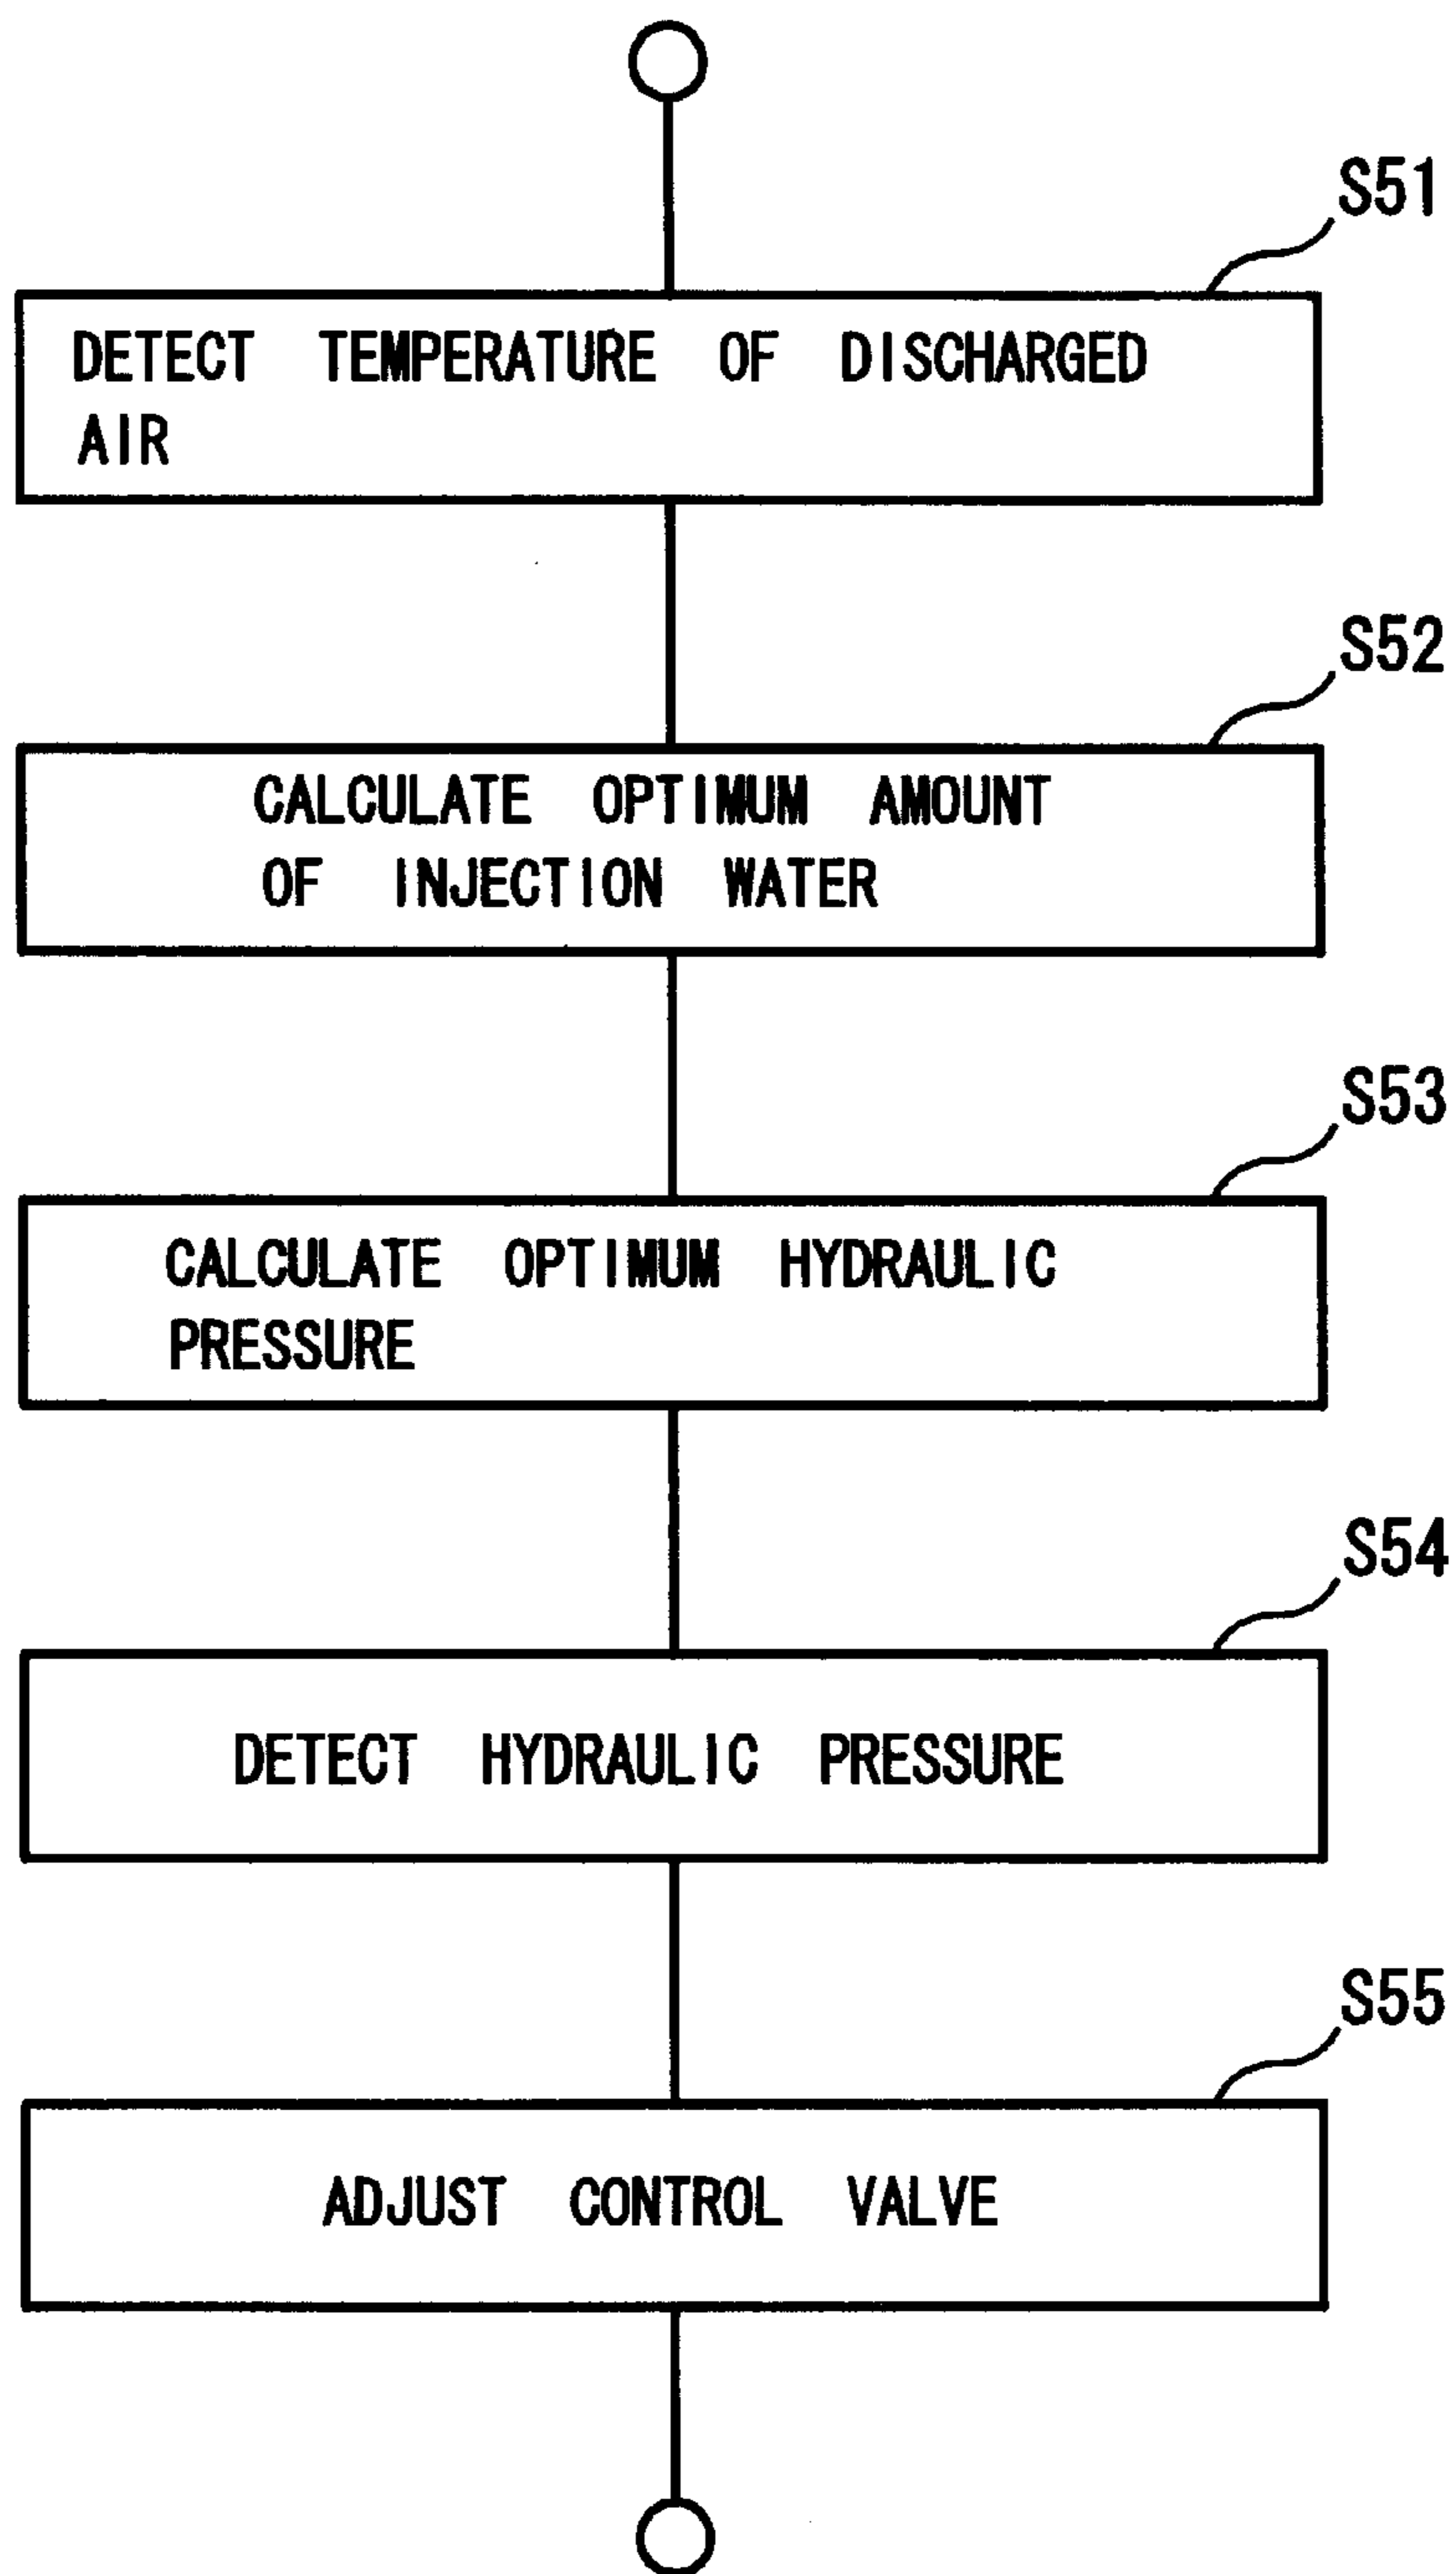 S51
DETECT TEMPERATURE OF DISCHARGED
AIR
S52
CALCULATE OPTIMUM AMOUNT
OF INJECTION WATER
S53
CALCULATE OPTIMUM HYDRAULIC
PRESSURE
S54
DETECT HYDRAULIC PRESSURE
S55
ADJUST CONTROL VALVE